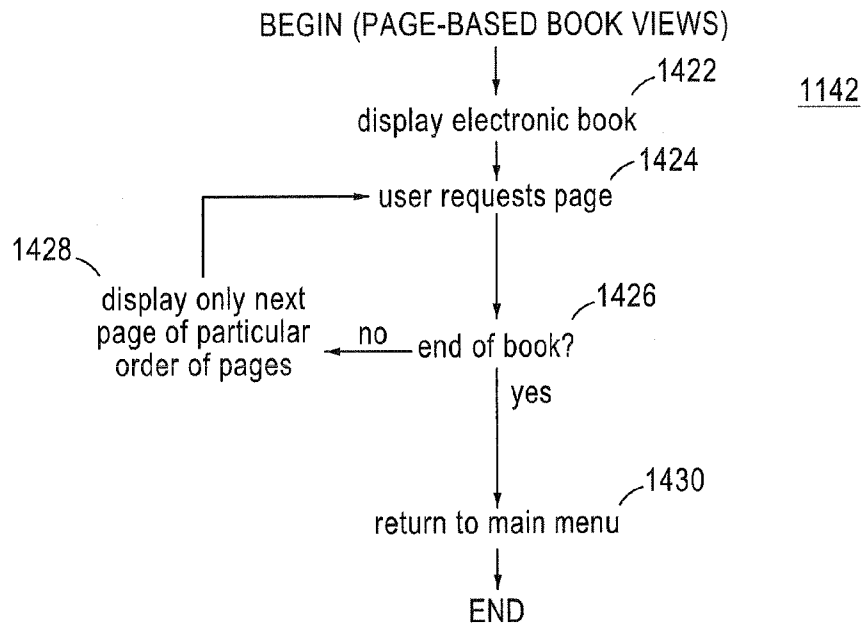 BEGIN (PAGE-BASED BOOK VIEWS)
1422
1142
display electronic book
1424
user requests page
1428
display only next
page of particular
order of pages
1426
no
end of book?
yes
1430
return to main menu
END